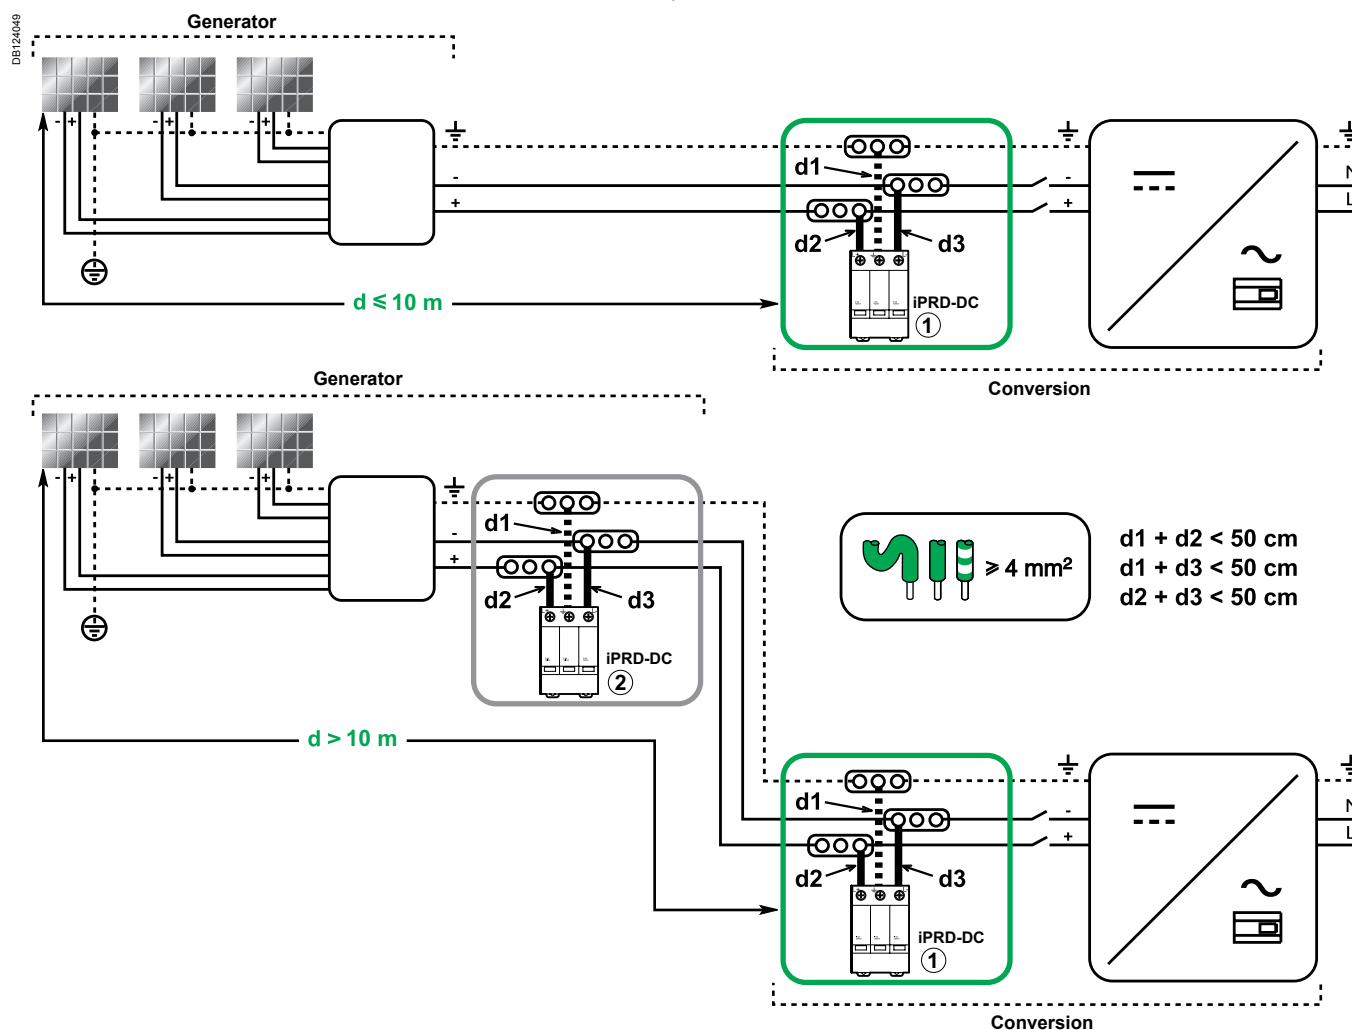 DB124049
Generator
- +
- +
- +
-
+
d1
d2
d3
iPRD-DC
1
-
+
N
L
d ⩽ 10 m
Conversion
Generator
- +
- +
- +
-
+
d1
d2
d3
iPRD-DC
2
⩾ 4 mm²
d1 + d2 < 50 cm
d1 + d3 < 50 cm
d2 + d3 < 50 cm
d > 10 m
d1
d2
d3
iPRD-DC
1
-
+
N
L
Conversion